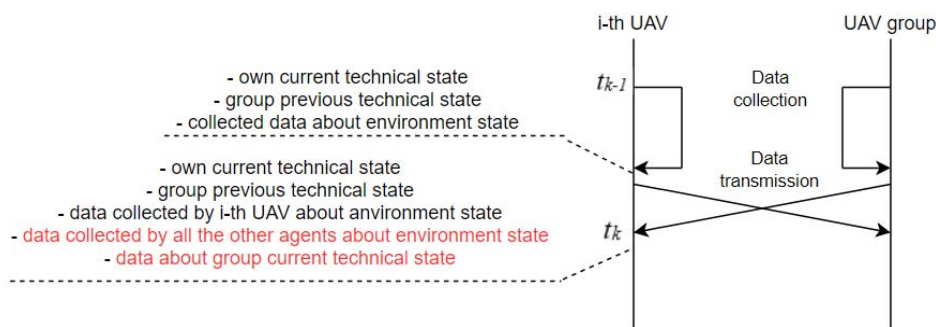 i-th UAV
UAV group
- own current technical state
- group previous technical state
- collected data about environment state
t_{k-1}
Data
collection
- own current technical state
- group previous technical state
- data collected by i-th UAV about anvironment state
- data collected by all the other agents about environment state
- data about group current technical state
Data
transmission
t_k